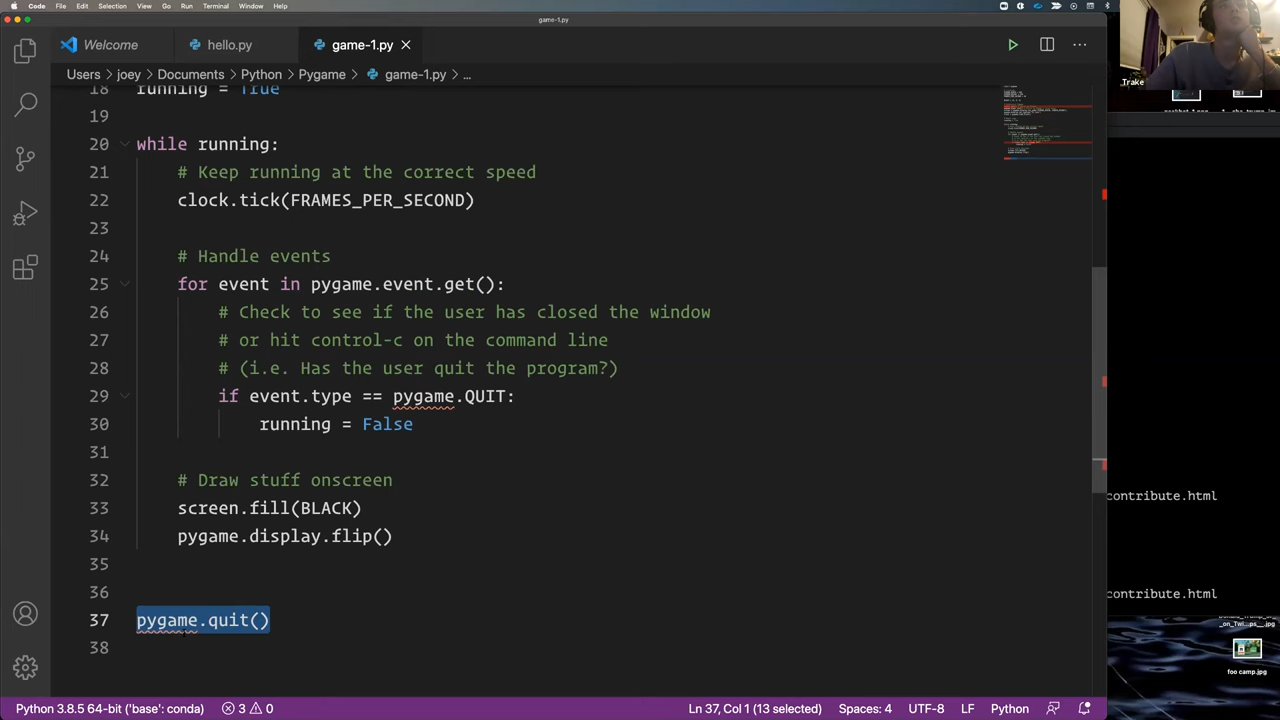 Code File Edit Selection View Go Run Terminal Window Help
game-1.py
Welcome hello.py game-1.py
Users joey Documents Python Pygame game-1.py ...
Trake
18 running = True
19
20 while running:
21 # Keep running at the correct speed
22 clock.tick(FRAMES_PER_SECOND)
23
24 # Handle events
25 for event in pygame.event.get():
26 # Check to see if the user has closed the window
27 # or hit control-c on the command line
28 # (i.e. Has the user quit the program?)
29 if event.type == pygame.QUIT:
30 running = False
31
32 # Draw stuff onscreen
33 screen.fill(BLACK)
34 pygame.display.flip()
35
36
37 pygame.quit()
38
contribute.html
contribute.html
foo camp.jpg
Python 3.8.5 64-bit ('base': conda) 3 0 Ln 37, Col 1 (13 selected) Spaces: 4 UTF-8 LF Python